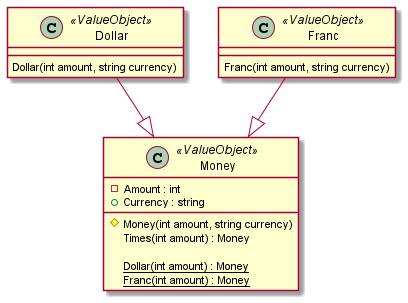 C «ValueObject» Dollar
Dollar(int amount, string currency)
C «ValueObject» Franc
Franc(int amount, string currency)
C «ValueObject» Money
Amount : int
Currency : string
Money(int amount, string currency)
Times(int amount) : Money
Dollar(int amount) : Money
Franc(int amount) : Money